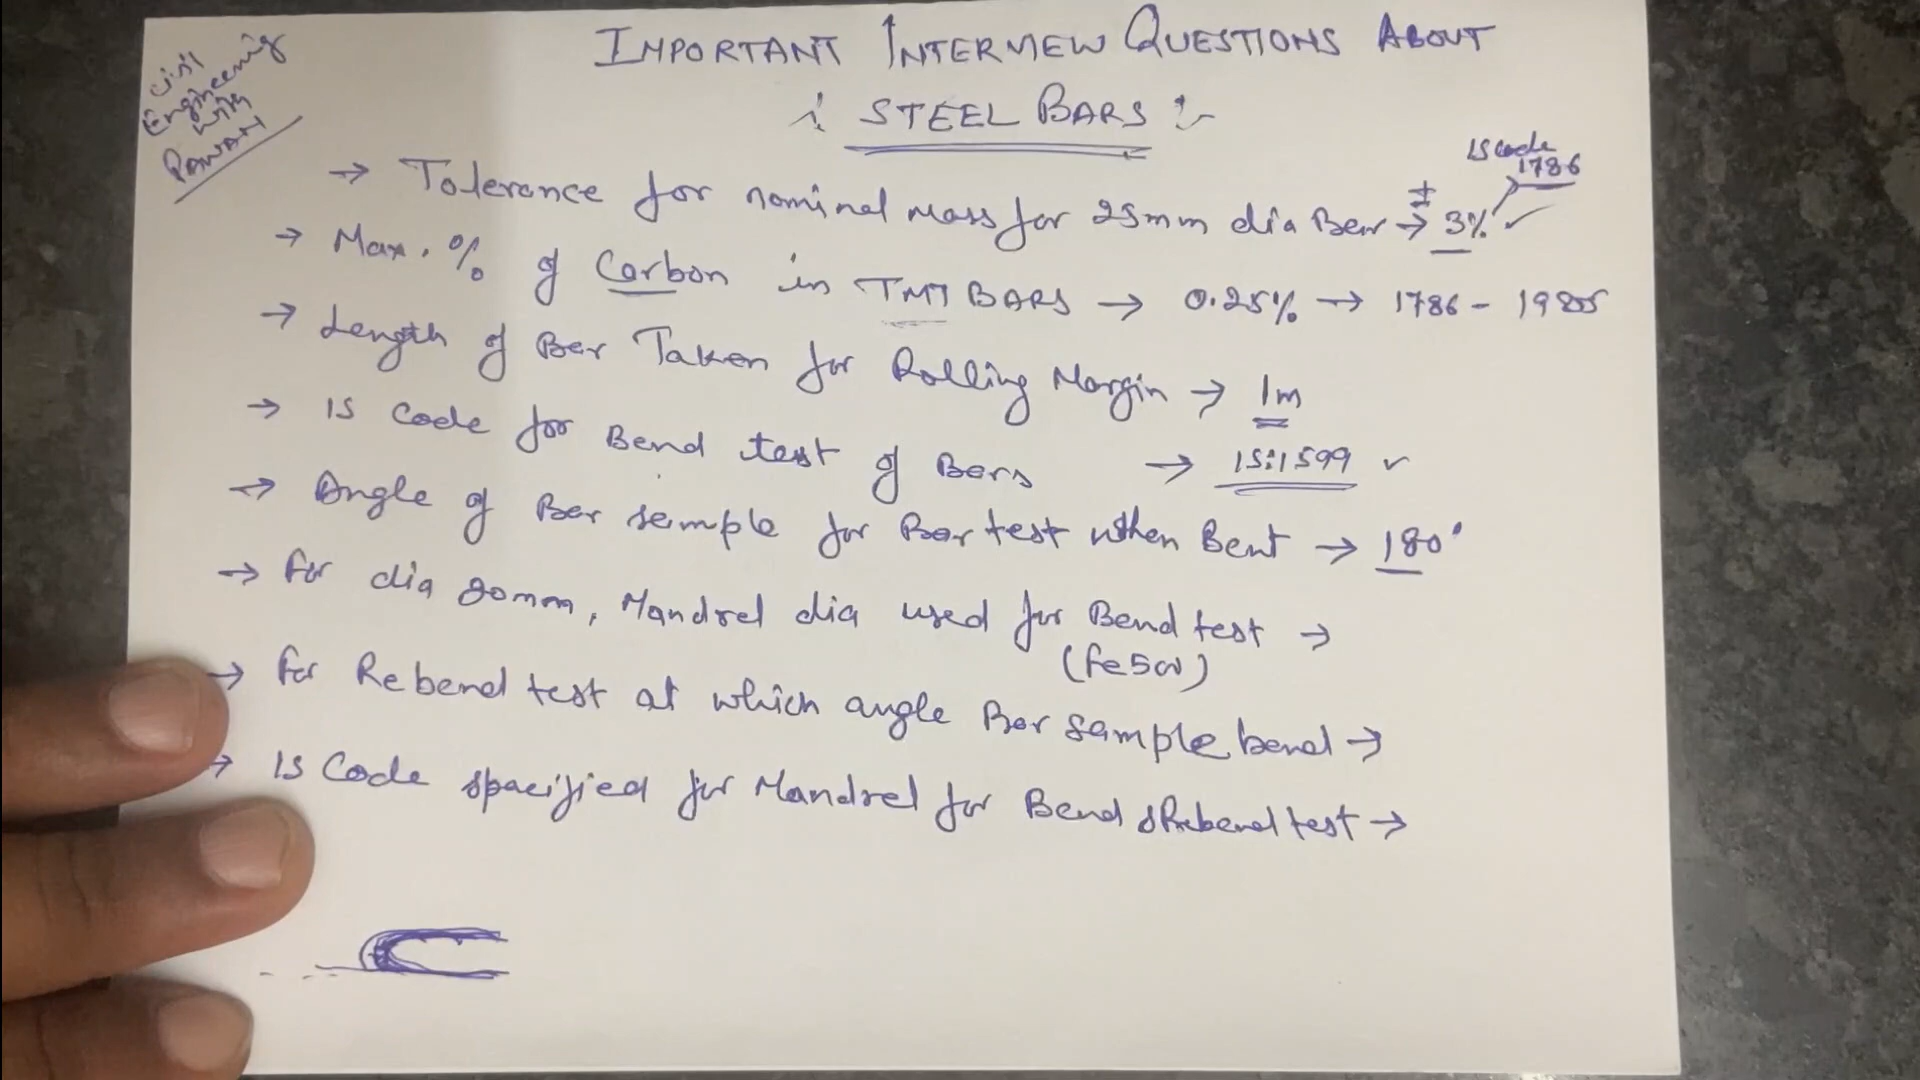 Civil
Engineering
with
PAWAN
IMPORTANT INTERVIEW QUESTIONS ABOUT
STEEL BARS :-
IS code
1786
→ Tolerance for nominal mass for 25mm dia Bar → ± 3% ✓
→ Max. % of Carbon in TMT BARS → 0.25% → 1786 - 1985
→ Length of Bar Taken for Rolling Margin → 1m
→ IS Code for Bend test of Bars → IS:1599 ✓
→ Angle of Bar sample for Bar test when Bent → 180°
→ for dia 20mm, Mandrel dia used for Bend test →
(fe500)
→ for Rebend test at which angle Bar sample bend →
→ IS Code specified for Mandrel for Bend & Rebend test →